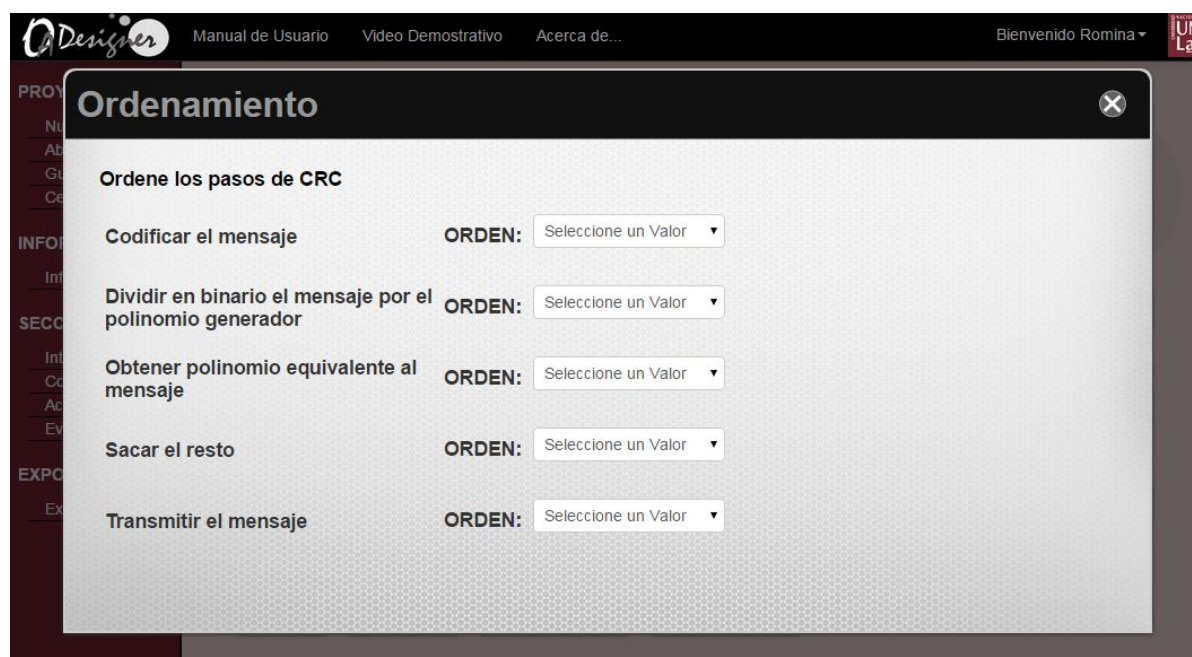 CADesigner Manual de Usuario Video Demostrativo Acerca de... Bienvenido Romina
Ordenamiento
Ordene los pasos de CRC
Codificar el mensaje ORDEN: Seleccione un Valor
Dividir en binario el mensaje por el
polinomio generador ORDEN: Seleccione un Valor
Obtener polinomio equivalente al
mensaje ORDEN: Seleccione un Valor
Sacar el resto ORDEN: Seleccione un Valor
Transmitir el mensaje ORDEN: Seleccione un Valor